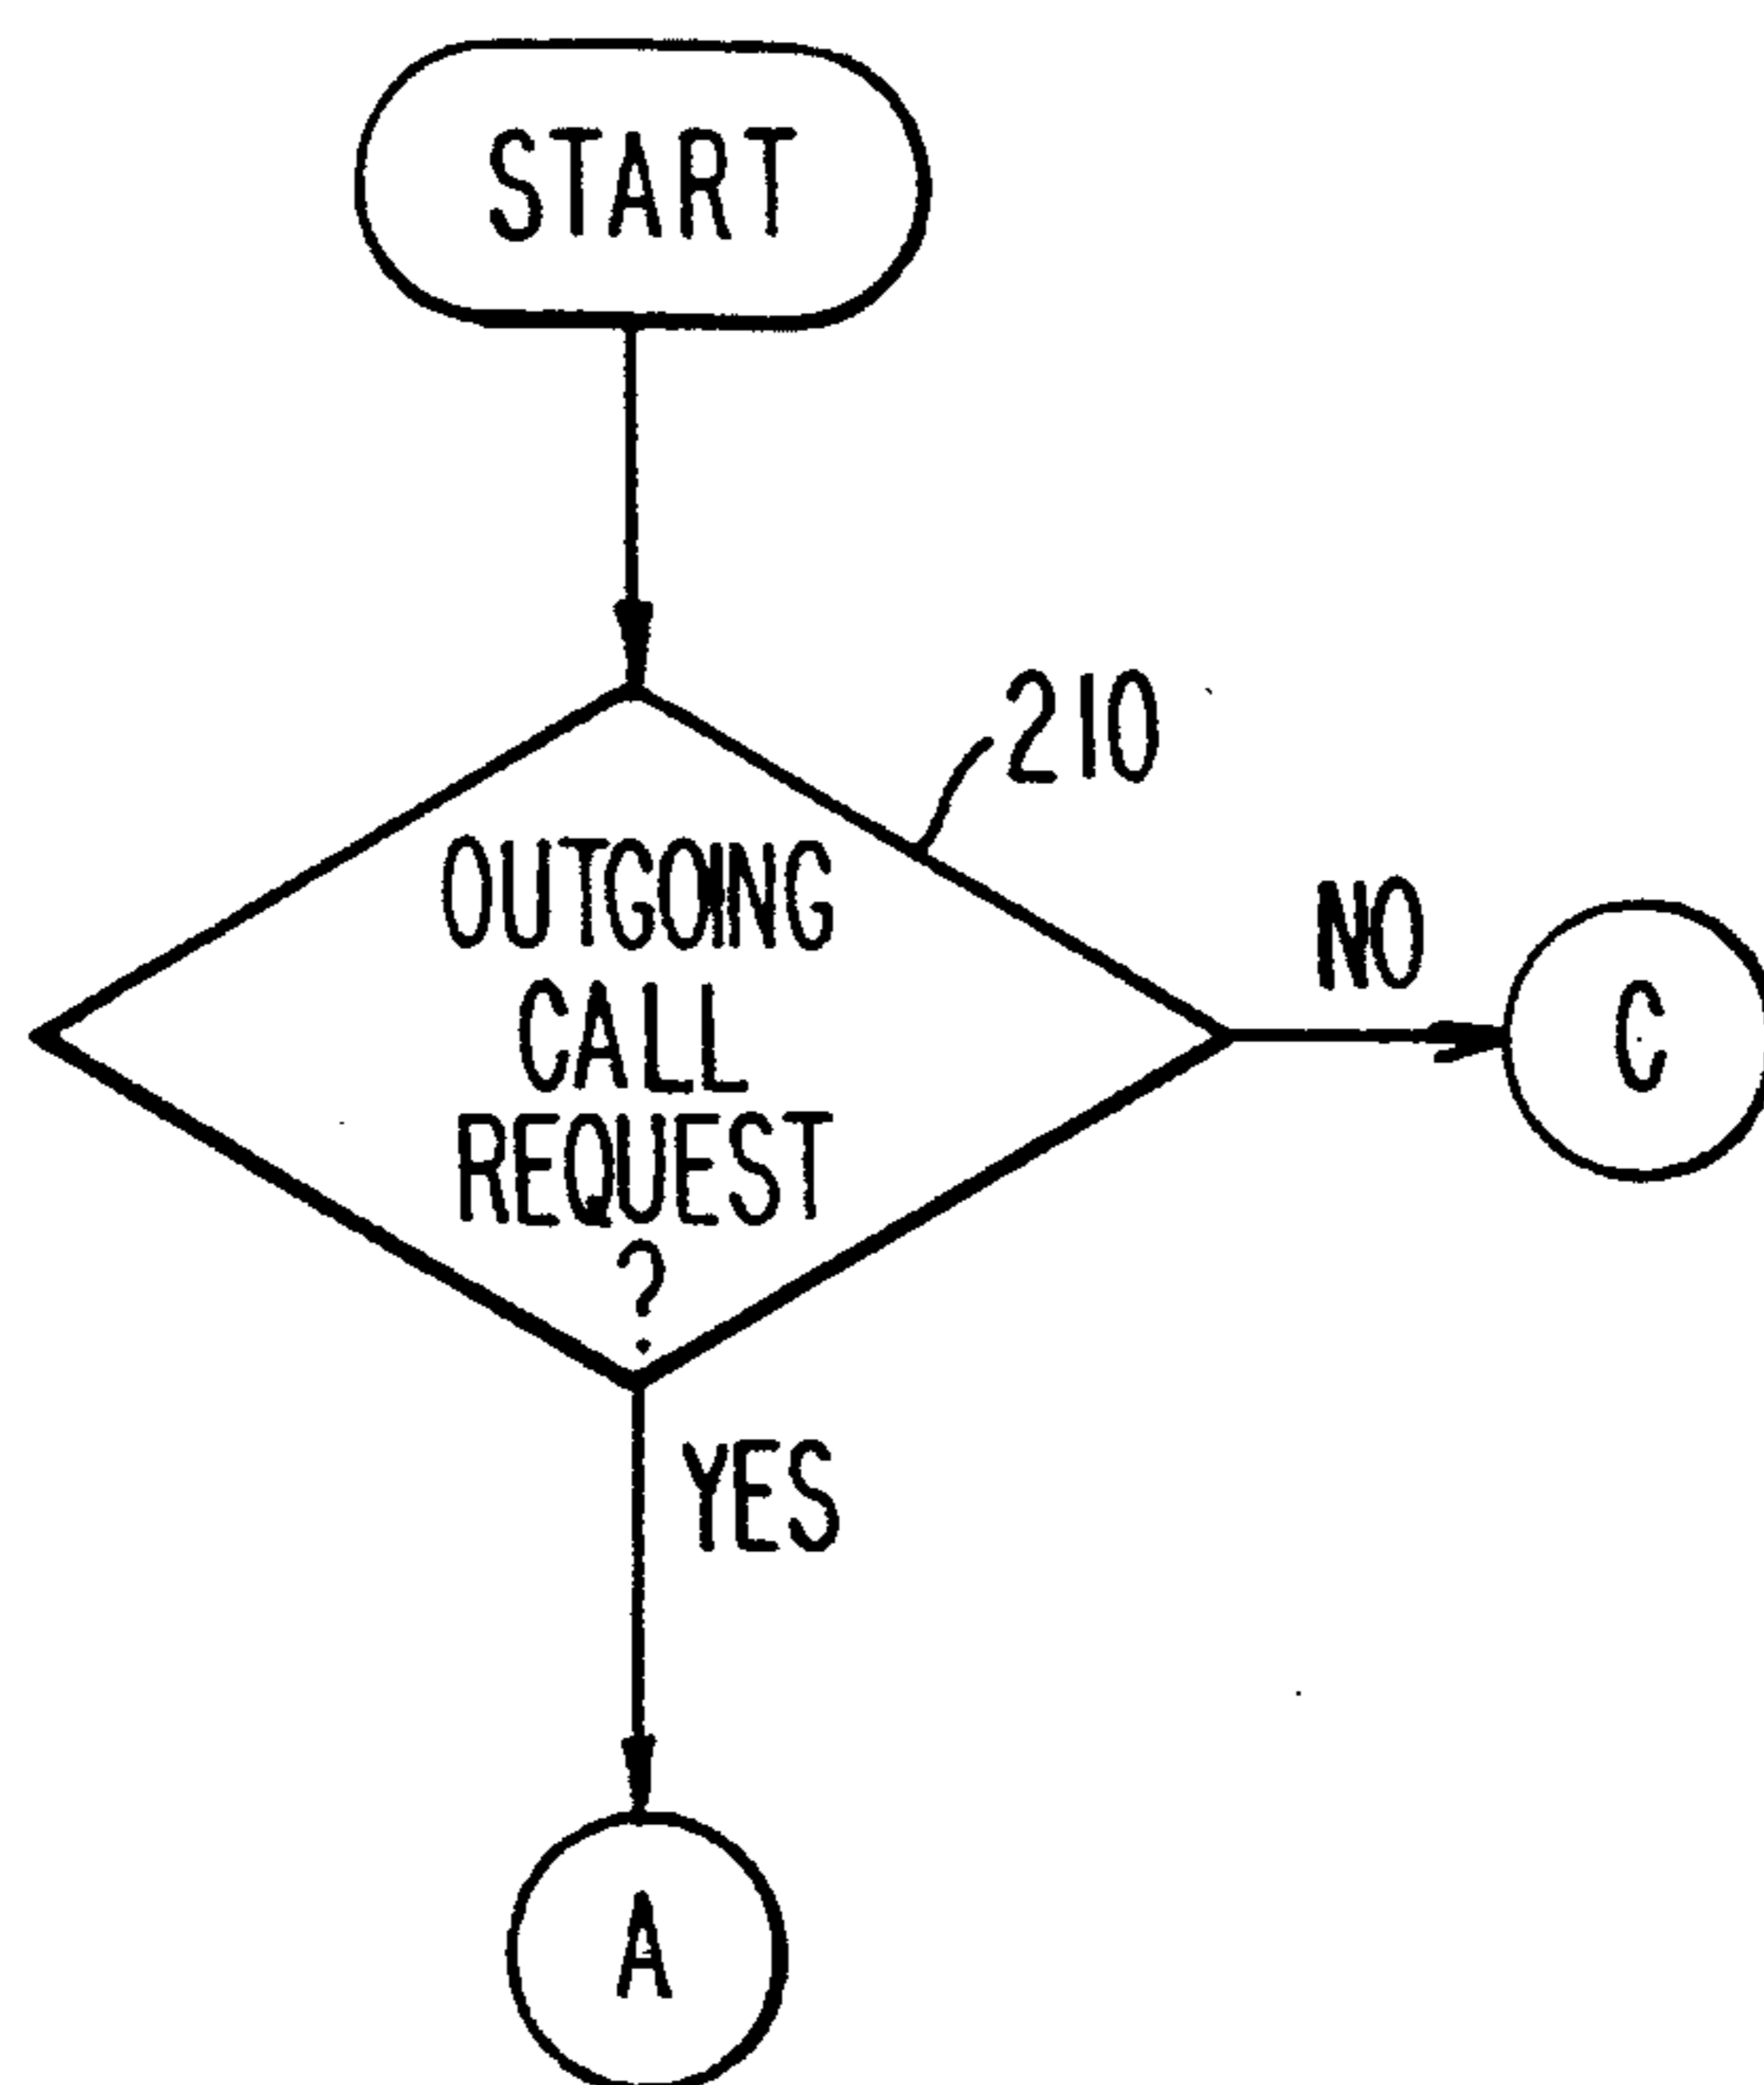 START
210
OUTGOING
CALL
REQUEST
?
NO
C
YES
A